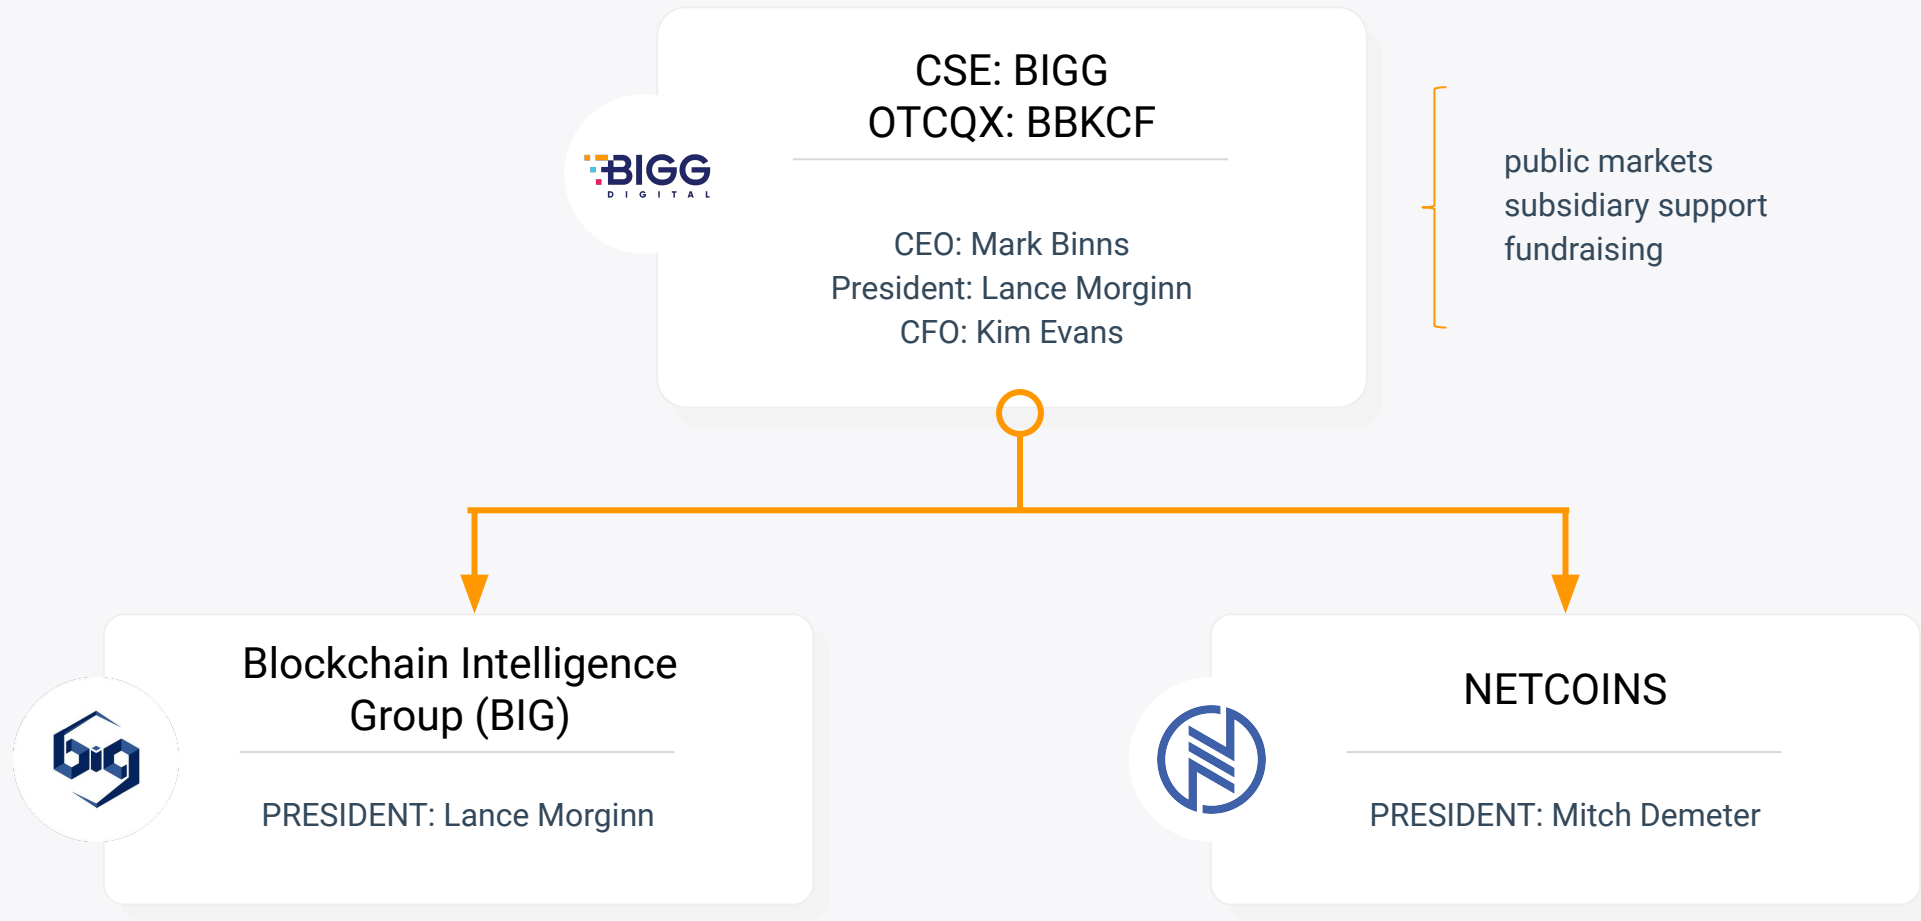 CSE: BIGG
OTCQX: BBKCF
BIGG
DIGITAL
CEO: Mark Binns
President: Lance Morginn
CFO: Kim Evans
public markets
subsidiary support
fundraising
Blockchain Intelligence
Group (BIG)
big
PRESIDENT: Lance Morginn
NETCOINS
PRESIDENT: Mitch Demeter